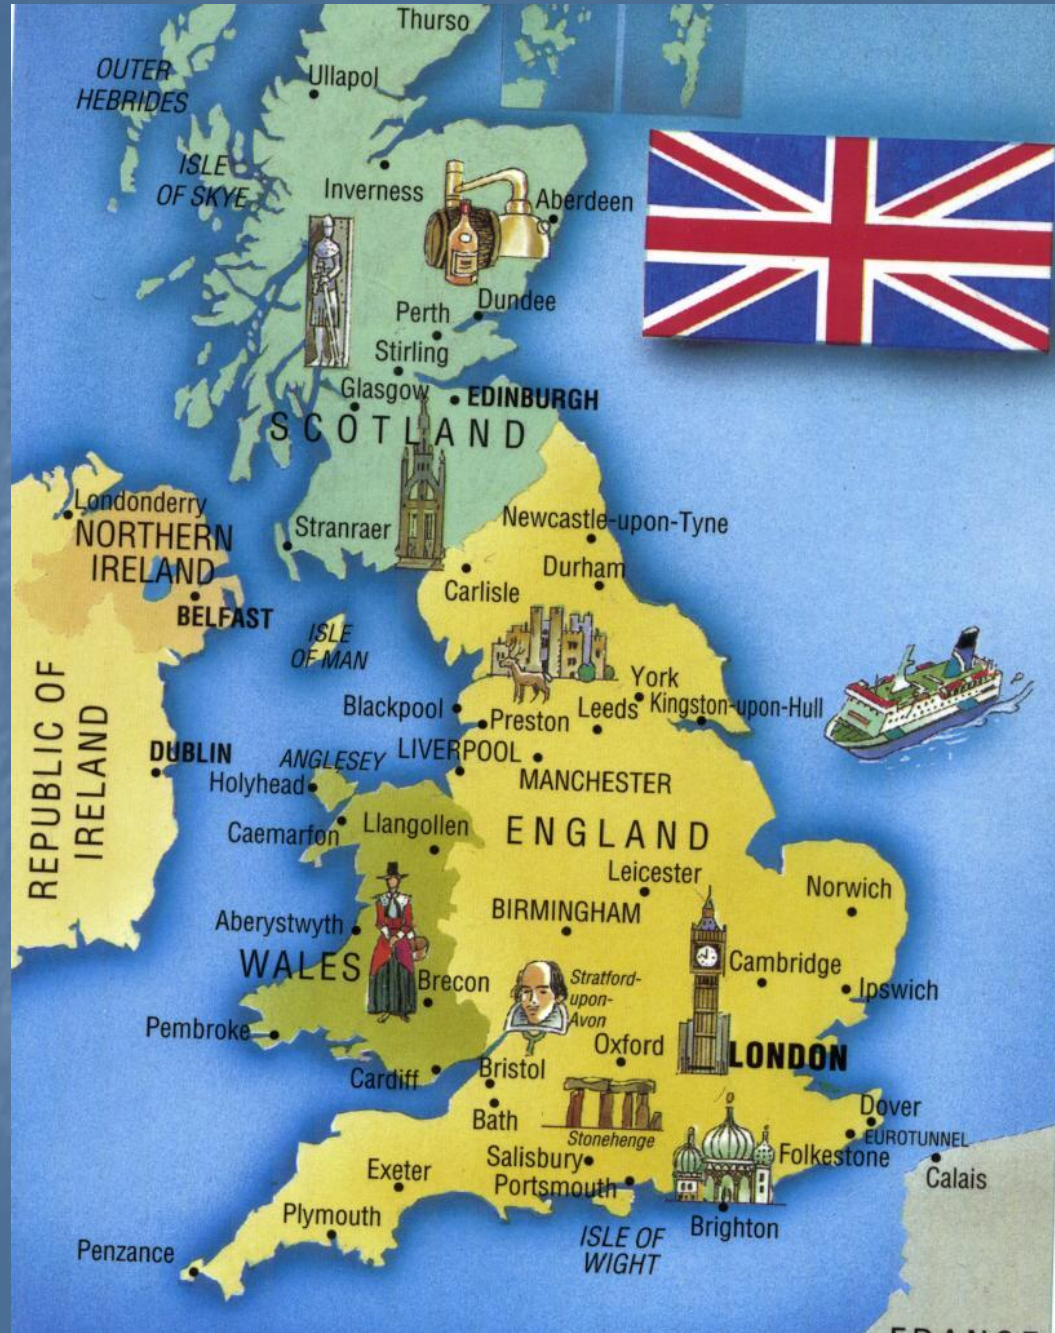 Thurso
OUTER
HEBRIDES
Ullapol
ISLE
OF SKYE
Inverness
Aberdeen
Dundee
Perth
Stirling
Glasgow
EDINBURGH
SCOTLAND
Londonderry
NORTHERN
IRELAND
BELFAST
Stranraer
Newcastle-upon-Tyne
Durham
Carlisle
ISLE
OF MAN
REPUBLIC OF
IRELAND
York
Blackpool
Preston
Leeds
Kingston-upon-Hull
DUBLIN
ANGLESEY
LIVERPOOL
Holyhead
MANCHESTER
Caemarfon
Llangollen
ENGLAND
Leicester
Norwich
BIRMINGHAM
Aberystwyth
WALES
Brecon
Stratford-
upon-
Avon
Cambridge
Ipswich
Pembroke
Oxford
LONDON
Cardiff
Bristol
Bath
Stonehenge
Dover
EUROTUNNEL
Folkestone
Calais
Salisbury
Portsmouth
Exeter
Plymouth
Penzance
ISLE OF
WIGHT
Brighton
FRANCE